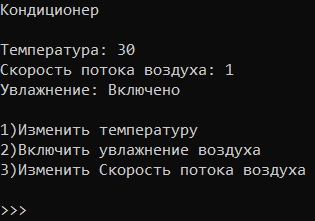 Кондиционер
Температура: 30
Скорость потока воздуха: 1
Увлажнение: Включено
1)Изменить температуру
2)Включить увлажнение воздуха
3)Изменить Скорость потока воздуха
>>>